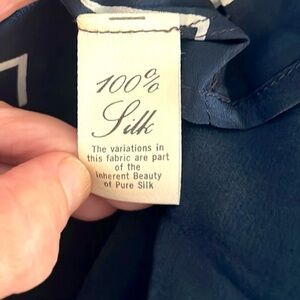 100%
Silk
The variations in
this fabric are part
of the
inherent Beauty
of Pure Silk